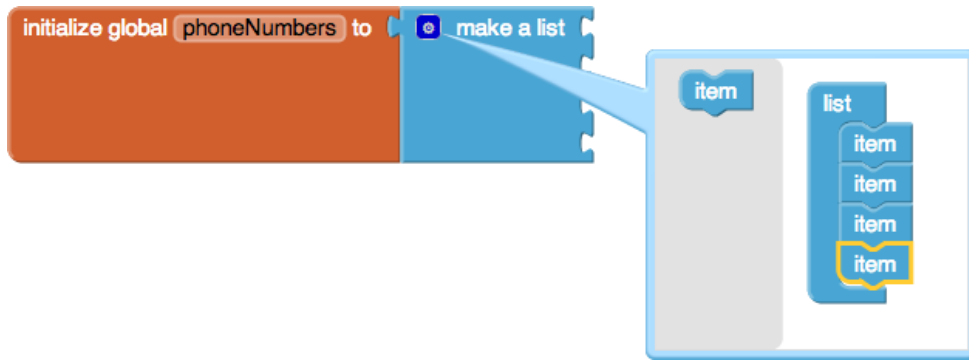 initialize global phoneNumbers to make a list
item
list
item
item
item
item